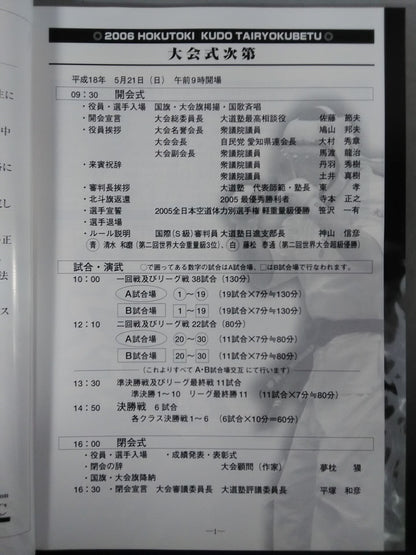 2006 HOKUTOKI KUDO TAIRYOKUBETU
大会式次第
平成18年 5月21日(日) 午前9時開場
09:30 開会式
・役員・選手入場 国旗・大会旗掲揚・国歌斉唱
・開会宣言 大会総委員長 大道塾最高相談役 佐藤 節夫
・役員挨拶 大会名誉会長 衆議院議員 鳩山 邦夫
大会会長 自民党 愛知県連会長 大村 秀章
大会副会長 衆議院議員 馬渡 龍治
・来賓祝辞 衆議院議員 丹羽 秀樹
衆議院議員 土井 真樹
・審判長挨拶 大道塾 代表師範・塾長 東 孝
・北斗旗返還 2005最優秀勝利者 寺本 正之
・選手宣誓 2005全日本空道体力別選手権 軽重量級優勝 笹沢 一有
・選手退場
・ルール説明 国際(S級)審判員 大道塾日進支部長 神山 信彦
(青 清水 和磨(第二回世界大会重量級3位)、白 藤松 泰通(第二回世界大会超級優勝)
試合・演武 ○で囲ってある数字の試合はA試合場、□はB試合場で行なわれます。
10:00 一回戦及びリーグ戦 38試合(130分)
A試合場 1~19 (19試合×7分≒130分)
B試合場 1~19 (19試合×7分≒130分)
12:10 二回戦及びリーグ戦 22試合(80分)
A試合場 20~30 (11試合×7分≒80分)
B試合場 20~30 (11試合×7分≒80分)
(これよりすべてA・B試合場交互にて行います)
13:30 準決勝戦及びリーグ最終戦 11試合
準決勝1~10 リーグ最終戦 11 (11試合×7分≒80分)
14:50 決勝戦 6試合
各クラス決勝戦1~6 (6試合×10分=60分)
16:00 閉会式
・役員・選手入場 ・成績発表・表彰式
・閉会の辞 大会顧問(作家) 夢枕 獏
・国旗・大会旗降納
16:30 ・閉会宣言 大会審議委員長 大道塾評議委員長 平塚 和彦
—1—